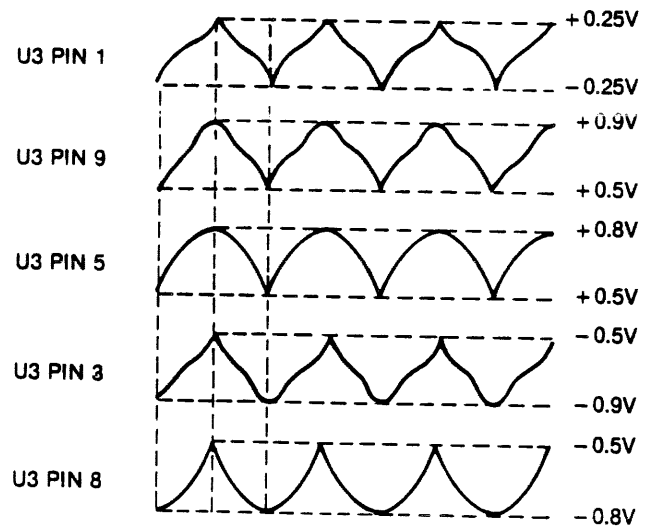 +0.25V
U3 PIN 1
-0.25V
+0.9V
U3 PIN 9
+0.5V
+0.8V
U3 PIN 5
+0.5V
-0.5V
U3 PIN 3
-0.9V
-0.5V
U3 PIN 8
-0.8V